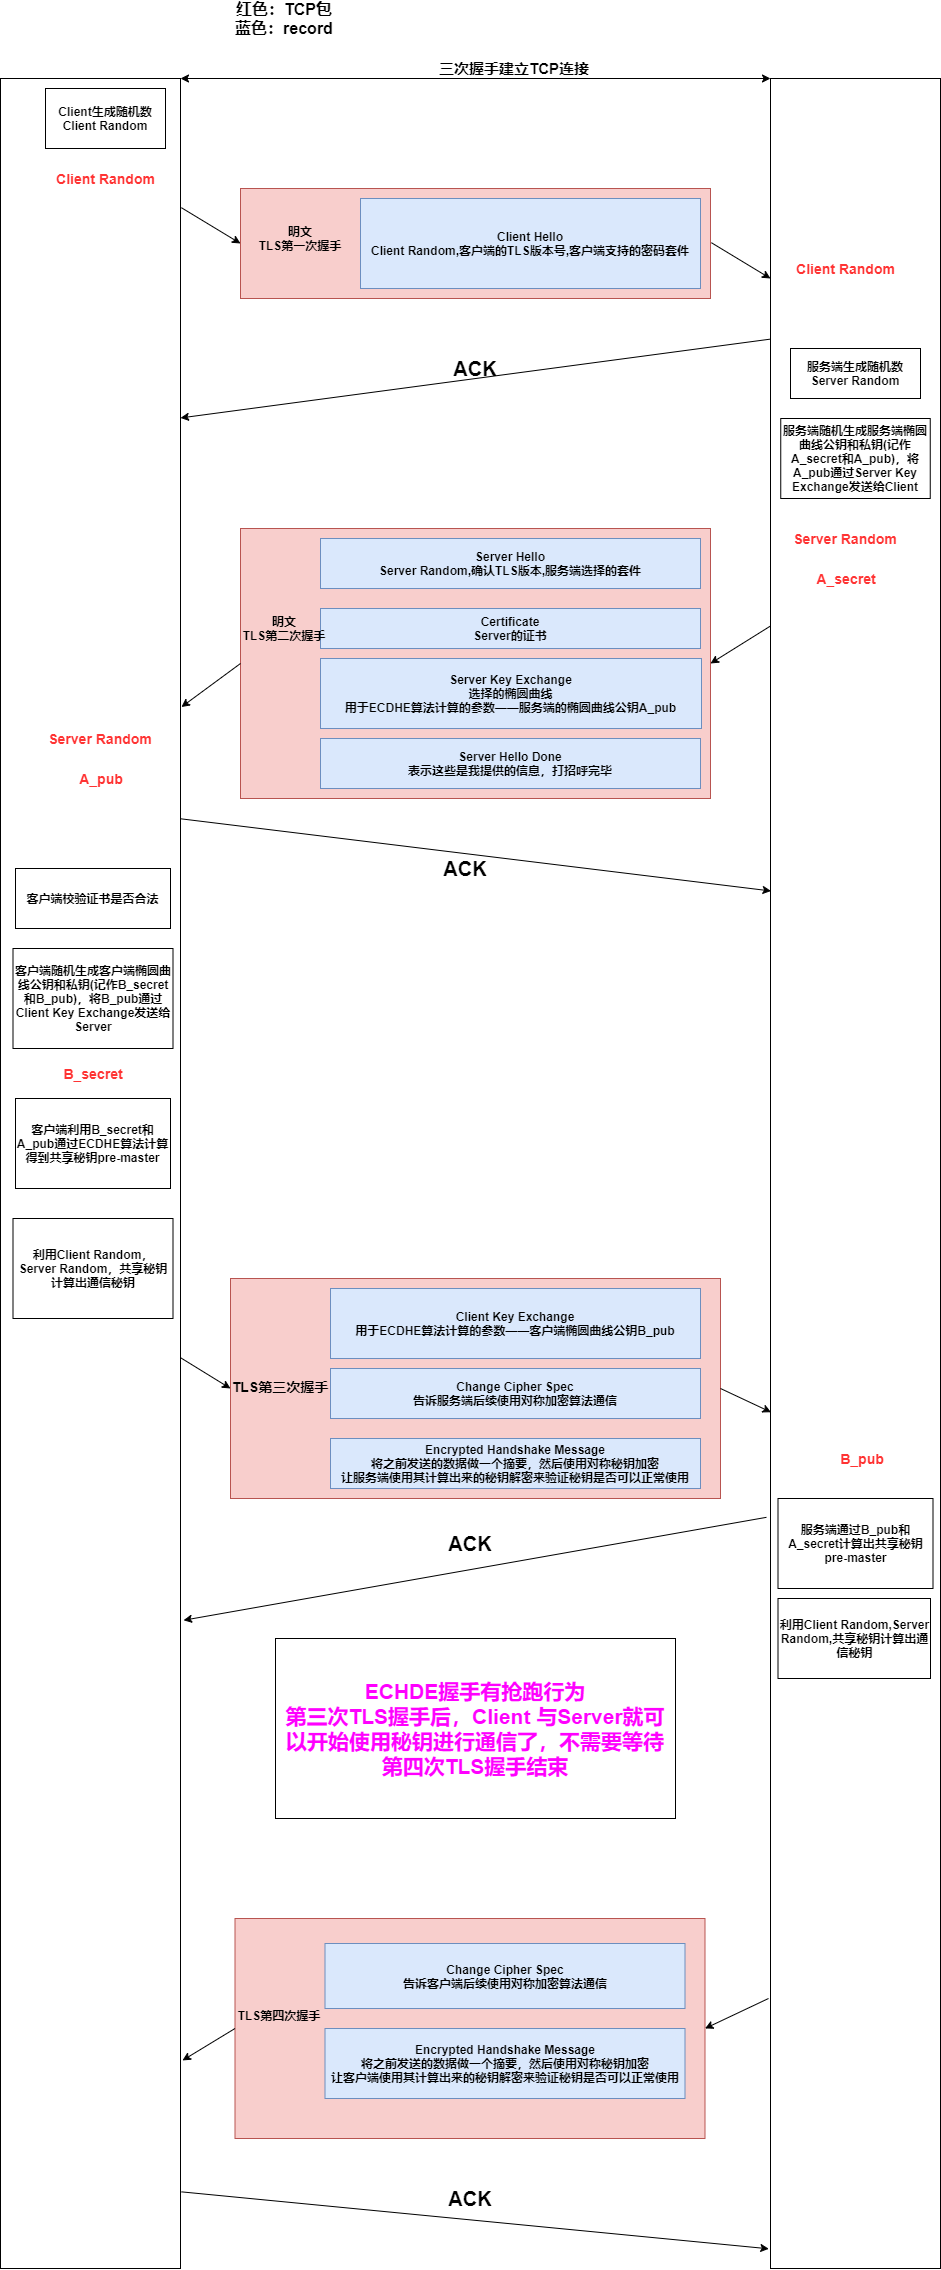 红色：TCP包
蓝色：record
三次握手建立TCP连接
Client生成随机数
Client Random
Client Random
明文
TLS第一次握手
Client Hello
Client Random,客户端的TLS版本号,客户端支持的密码套件
Client Random
ACK
服务端生成随机数
Server Random
服务端随机生成服务端椭圆
曲线公钥和私钥(记作
A_secret和A_pub)，将
A_pub通过Server Key
Exchange发送给Client
Server Random
A_secret
明文
TLS第二次握手
Server Hello
Server Random,确认TLS版本,服务端选择的套件
Certificate
Server的证书
Server Key Exchange
选择的椭圆曲线
用于ECDHE算法计算的参数——服务端的椭圆曲线公钥A_pub
Server Hello Done
表示这些是我提供的信息，打招呼完毕
Server Random
A_pub
ACK
客户端校验证书是否合法
客户端随机生成客户端椭圆曲
线公钥和私钥(记作B_secret
和B_pub)，将B_pub通过
Client Key Exchange发送给
Server
B_secret
客户端利用B_secret和
A_pub通过ECDHE算法计算
得到共享秘钥pre-master
利用Client Random，
Server Random，共享秘钥
计算出通信秘钥
TLS第三次握手
Client Key Exchange
用于ECDHE算法计算的参数——客户端椭圆曲线公钥B_pub
Change Cipher Spec
告诉服务端后续使用对称加密算法通信
Encrypted Handshake Message
将之前发送的数据做一个摘要，然后使用对称秘钥加密
让服务端使用其计算出来的秘钥解密来验证秘钥是否可以正常使用
B_pub
ACK
服务端通过B_pub和
A_secret计算出共享秘钥
pre-master
利用Client Random,Server
Random,共享秘钥计算出通
信秘钥
ECHDE握手有抢跑行为
第三次TLS握手后，Client 与Server就可
以开始使用秘钥进行通信了，不需要等待
第四次TLS握手结束
TLS第四次握手
Change Cipher Spec
告诉客户端后续使用对称加密算法通信
Encrypted Handshake Message
将之前发送的数据做一个摘要，然后使用对称秘钥加密
让客户端使用其计算出来的秘钥解密来验证秘钥是否可以正常使用
ACK